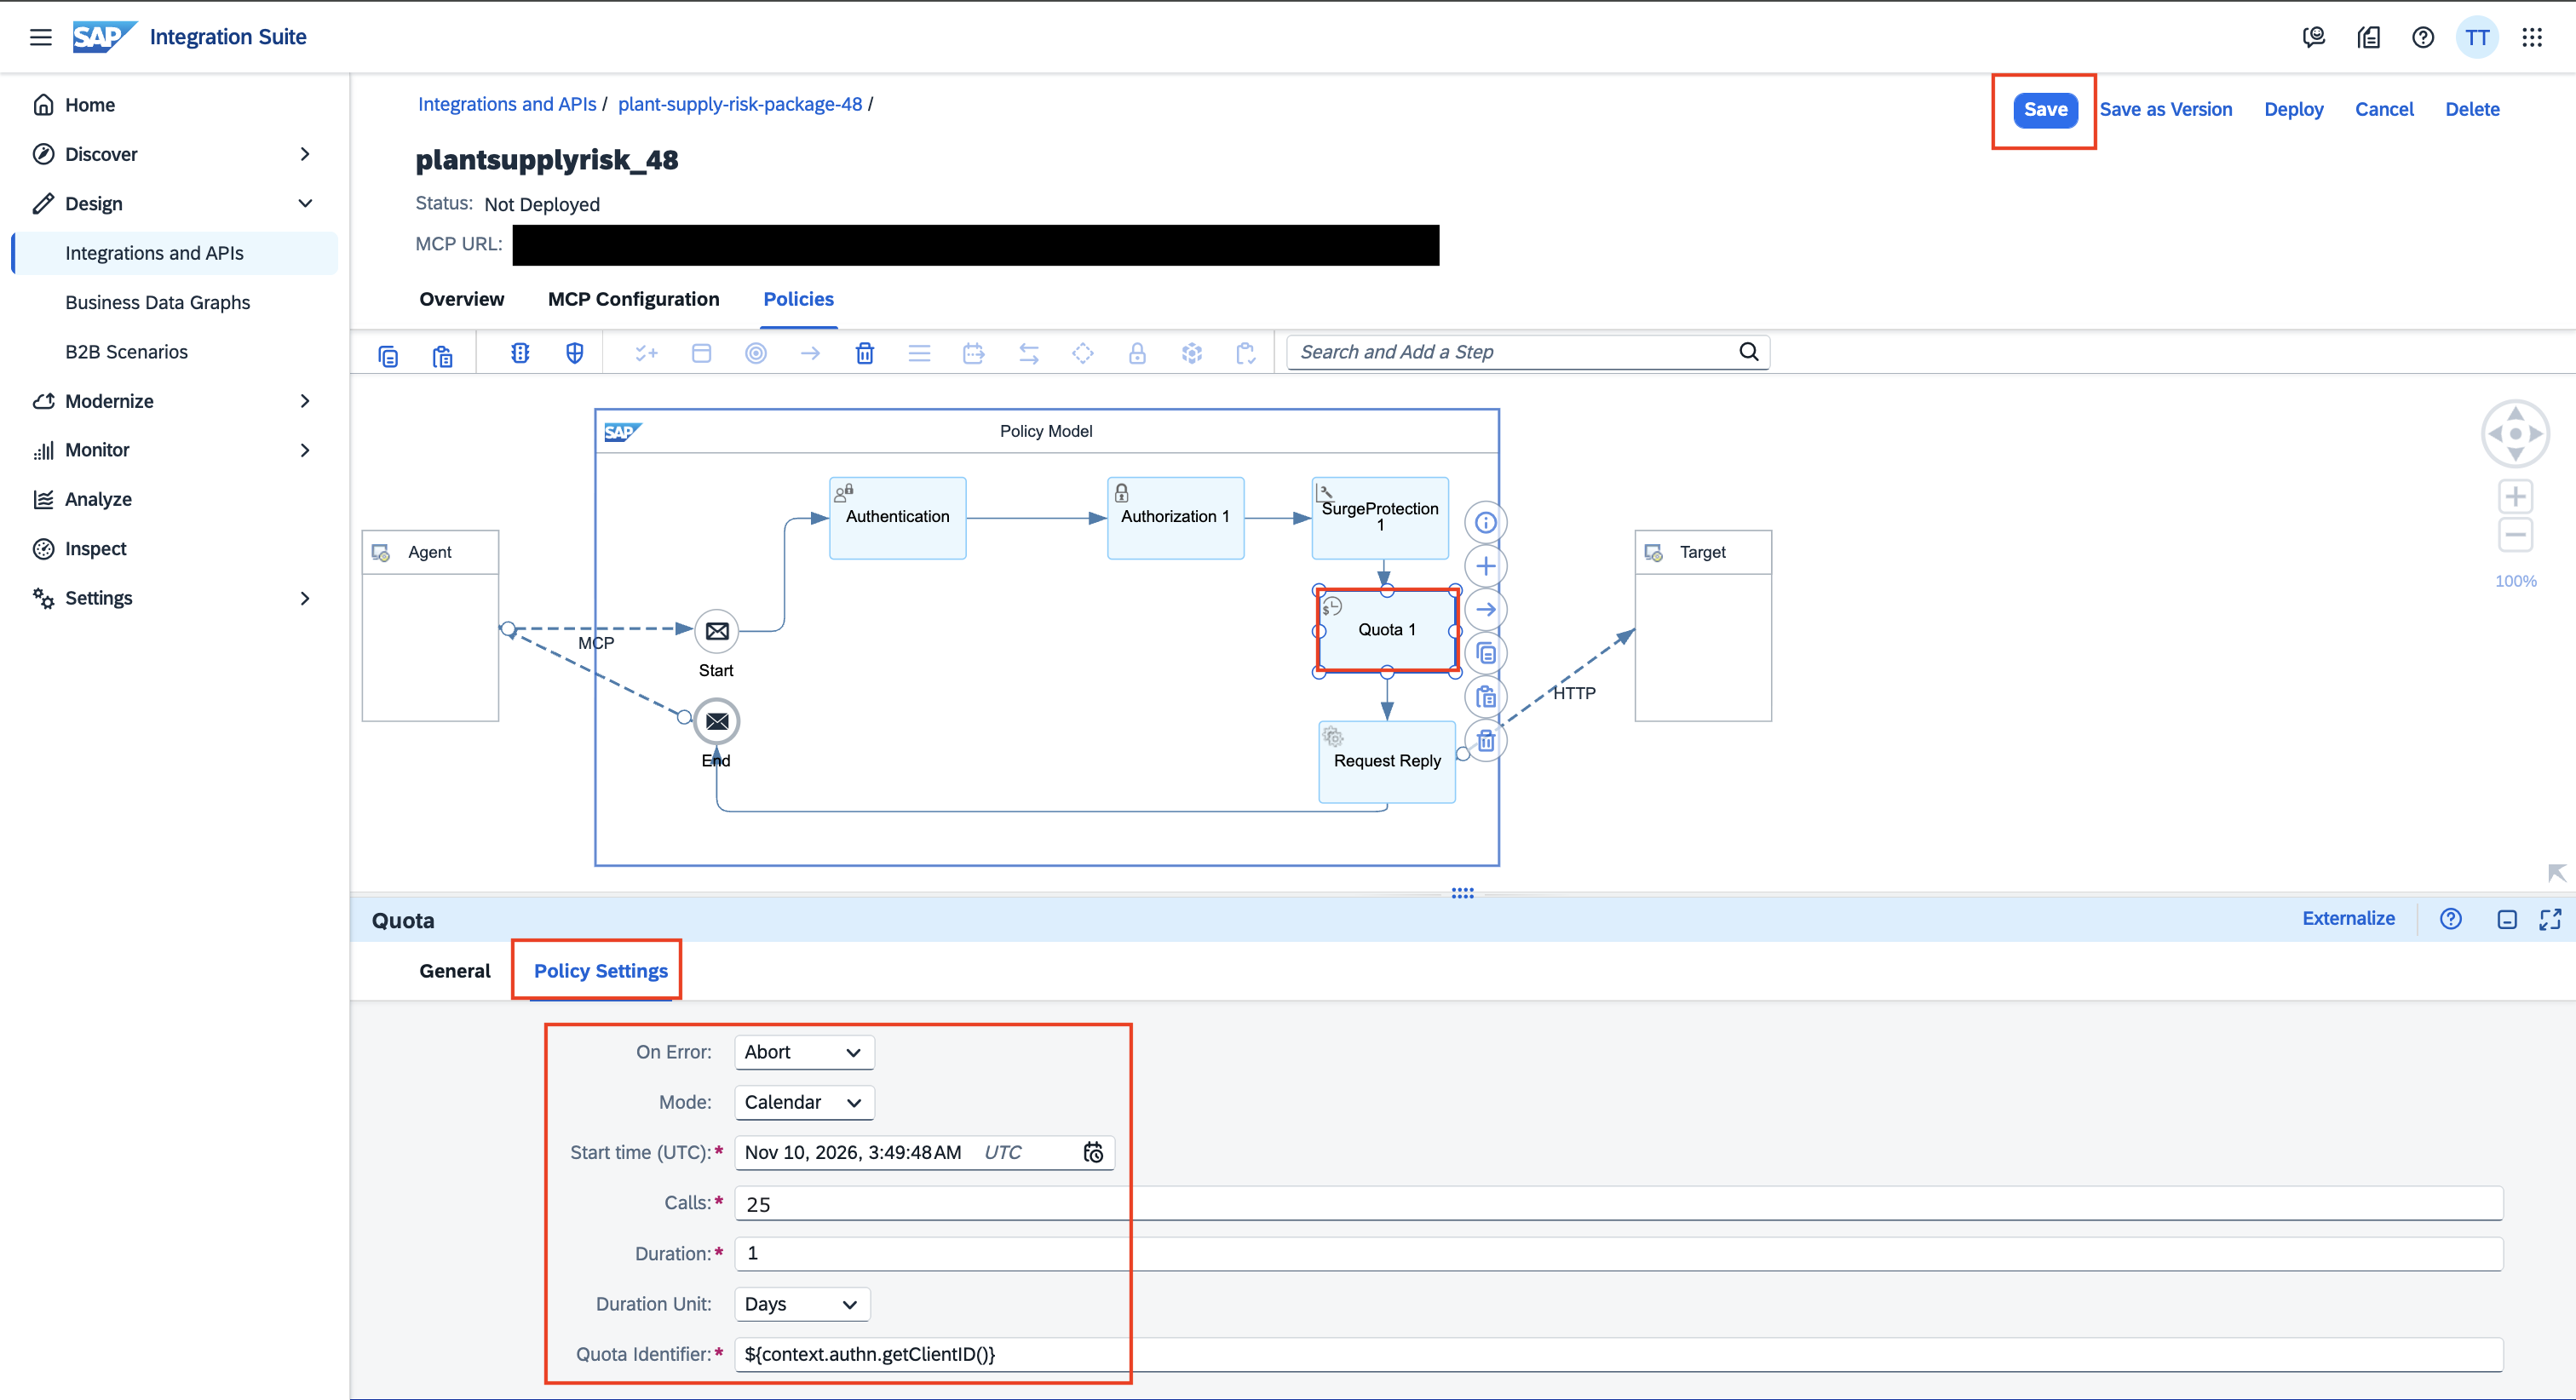 SAP Integration Suite
TT
Home
Discover
Design
Integrations and APIs
Business Data Graphs
B2B Scenarios
Modernize
Monitor
Analyze
Inspect
Settings
Integrations and APIs / plant-supply-risk-package-48 /
Save
Save as Version
Deploy
Cancel
Delete
plantsupplyrisk_48
Status: Not Deployed
MCP URL:
Overview
MCP Configuration
Policies
Search and Add a Step
SAP
Policy Model
Authentication
Authorization 1
SurgeProtection
1
Agent
Target
MCP
Start
Quota 1
HTTP
End
Request Reply
100%
Quota
Externalize
General
Policy Settings
On Error: Abort
Mode: Calendar
Start time (UTC):* Nov 10, 2026, 3:49:48 AM UTC
Calls:* 25
Duration:* 1
Duration Unit: Days
Quota Identifier:* ${context.authn.getClientID()}